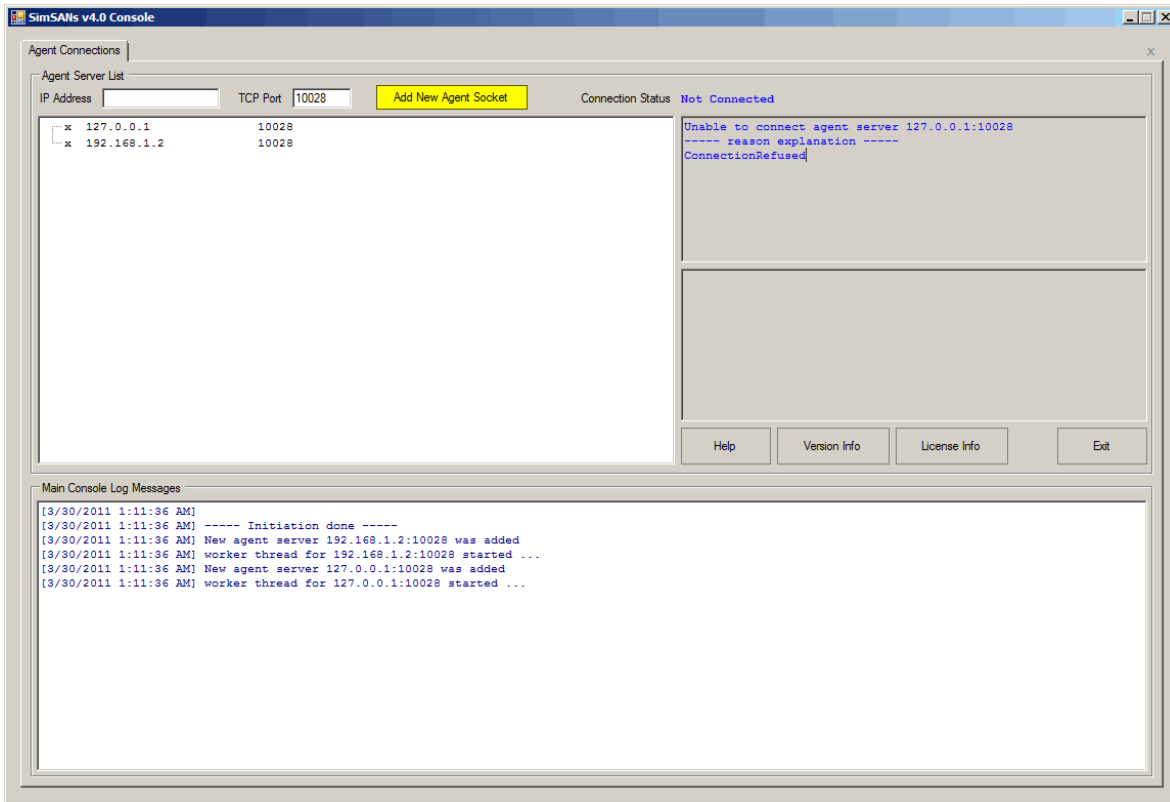 SimSANs v4.0 Console
Agent Connections
x
Agent Server List
IP Address
TCP Port 10028
Add New Agent Socket
Connection Status Not Connected
x 127.0.0.1 10028
x 192.168.1.2 10028
Unable to connect agent server 127.0.0.1:10028
----- reason explanation -----
ConnectionRefused
Help
Version Info
License Info
Exit
Main Console Log Messages
[3/30/2011 1:11:36 AM]
[3/30/2011 1:11:36 AM] ----- Initiation done -----
[3/30/2011 1:11:36 AM] New agent server 192.168.1.2:10028 was added
[3/30/2011 1:11:36 AM] worker thread for 192.168.1.2:10028 started ...
[3/30/2011 1:11:36 AM] New agent server 127.0.0.1:10028 was added
[3/30/2011 1:11:36 AM] worker thread for 127.0.0.1:10028 started ...